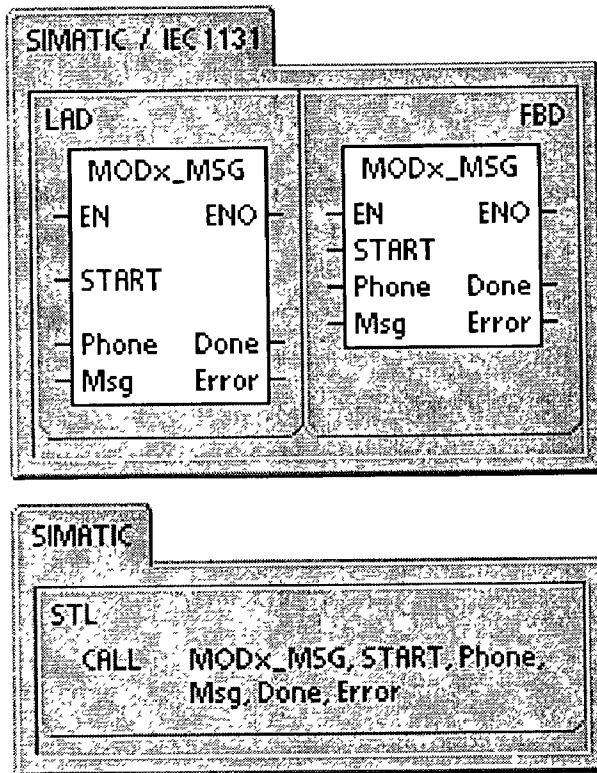 SIMATIC / IEC 1131
LAD
MODx_MSG
EN ENO
START
Phone Done
Msg Error
FBD
MODx_MSG
EN ENO
START
Phone Done
Msg Error
SIMATIC
STL
CALL MODx_MSG, START, Phone,
Msg, Done, Error